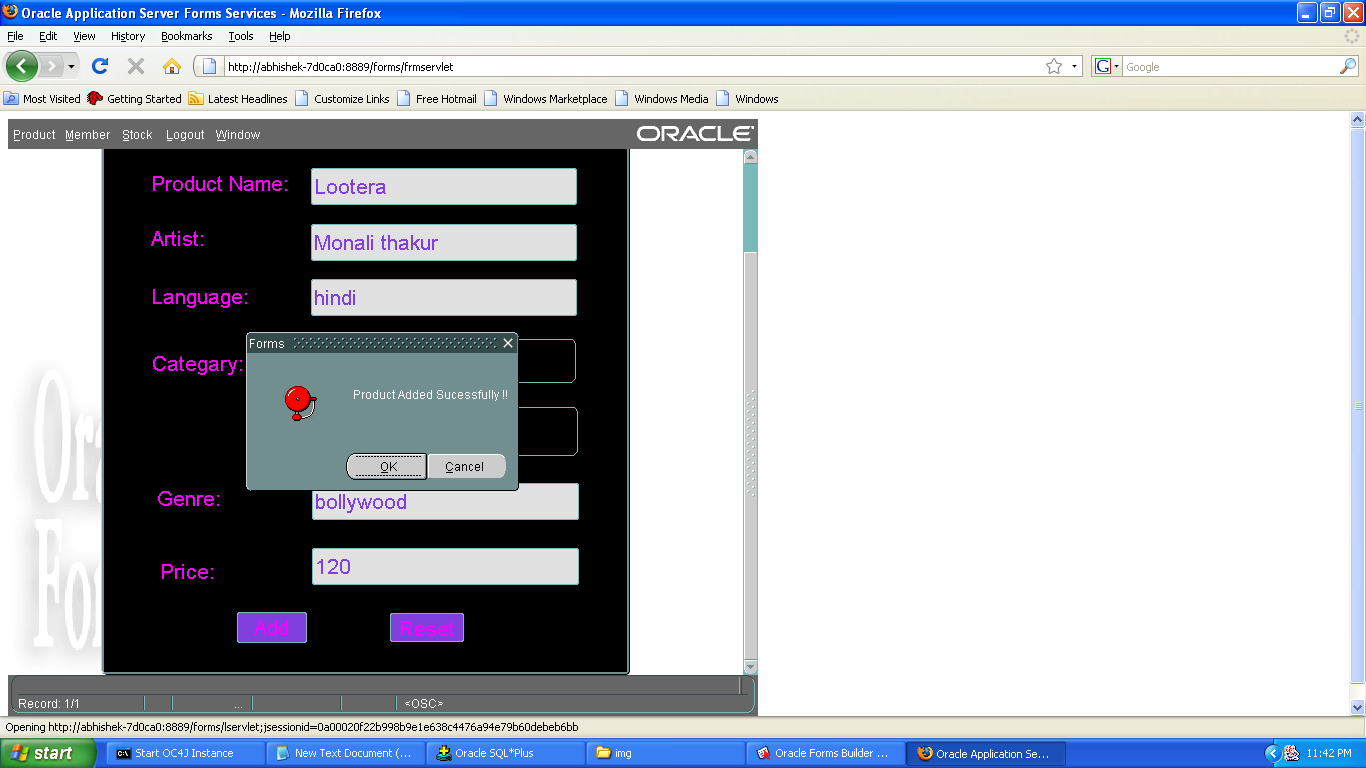 Oracle Application Server Forms Services - Mozilla Firefox
File Edit View History Bookmarks Tools Help
http://abhishek-7d0ca0:8889/forms/frmservlet
G Google
Most Visited Getting Started Latest Headlines Customize Links Free Hotmail Windows Marketplace Windows Media Windows
Product Member Stock Logout Window ORACLE
Product Name: Lootera
Artist: Monali thakur
Language: hindi
Forms
Categary:
Product Added Sucessfully !!
OK Cancel
Genre: bollywood
Price: 120
Add Reset
Ora
For
Record: 1/1 ... <OSC>
Opening http://abhishek-7d0ca0:8889/forms/lservlet;jsessionid=0a00020f22b998b9e1e638c4476a94e79b60debeb6bb
start Start OC4J Instance New Text Document (... Oracle SQL*Plus img Oracle Forms Builder ... Oracle Application Se... 11:42 PM